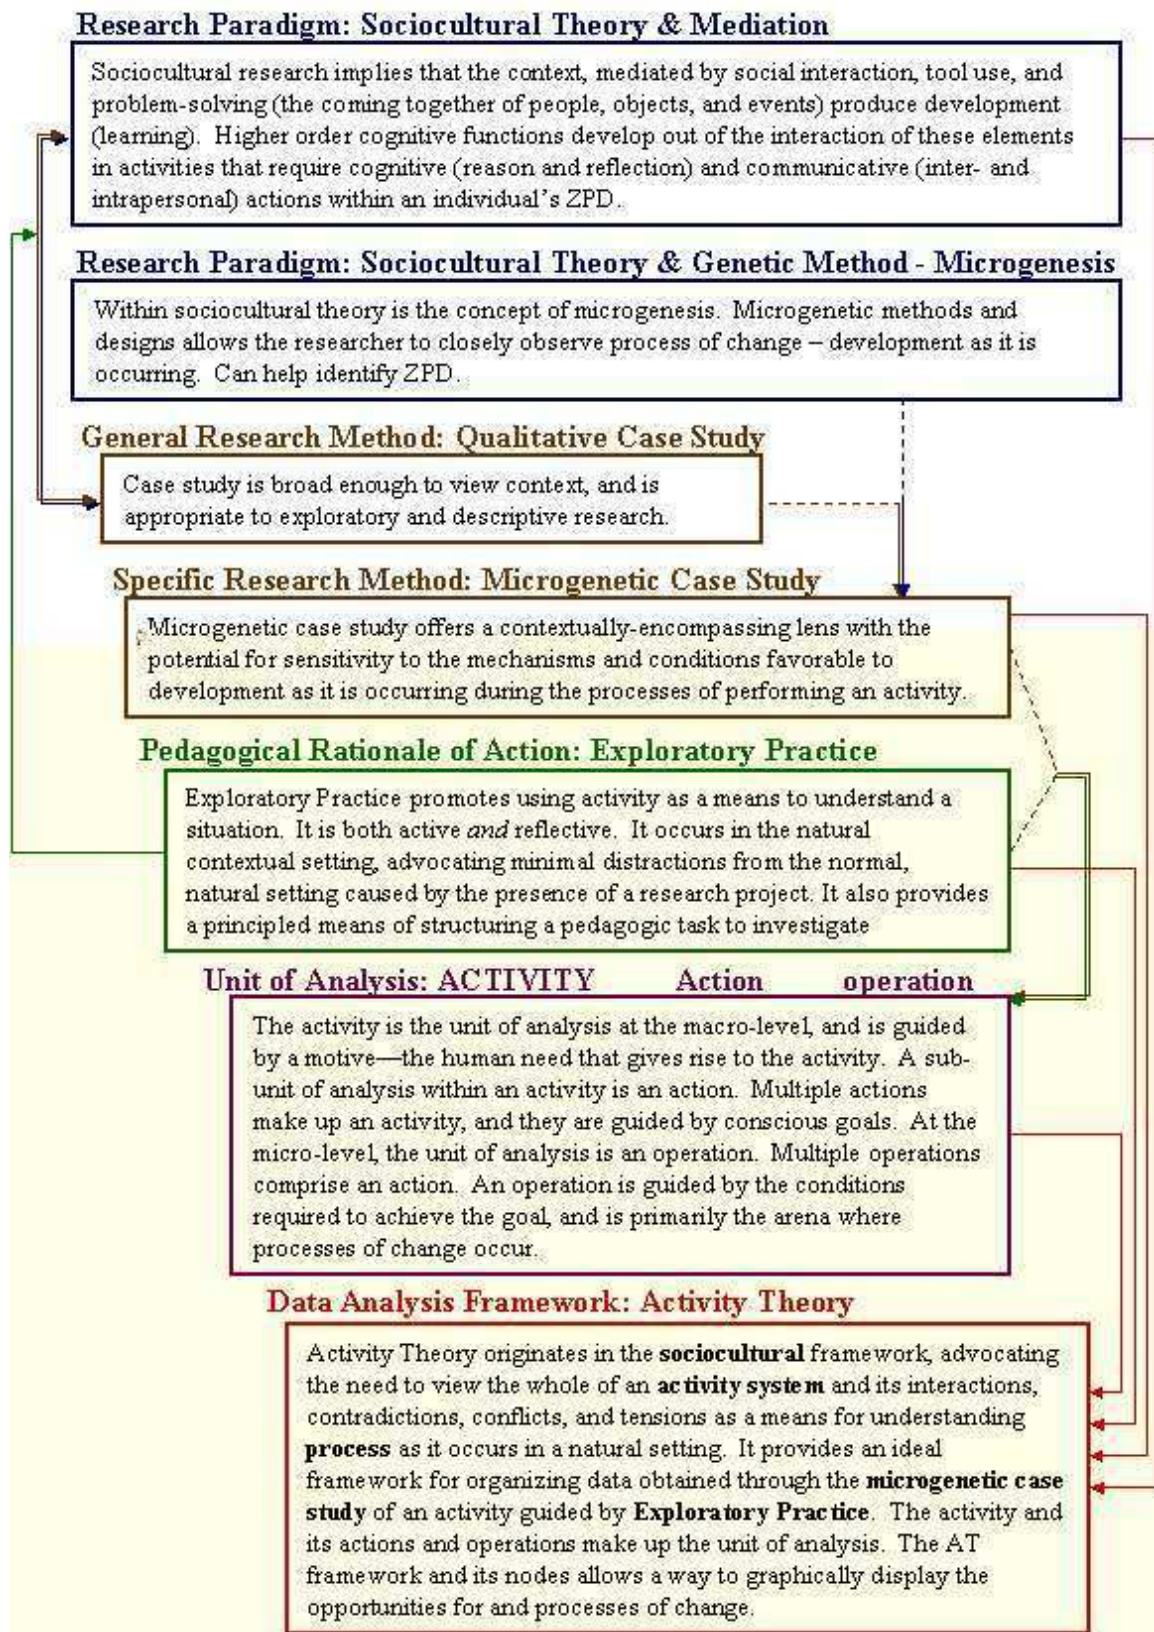 Research Paradigm: Sociocultural Theory & Mediation
Sociocultural research implies that the context, mediated by social interaction, tool use, and
problem-solving (the coming together of people, objects, and events) produce development
(learning).  Higher order cognitive functions develop out of the interaction of these elements
in activities that require cognitive (reason and reflection) and communicative (inter- and
intrapersonal) actions within an individual's ZPD.
Research Paradigm: Sociocultural Theory & Genetic Method - Microgenesis
Within sociocultural theory is the concept of microgenesis.  Microgenetic methods and
designs allows the researcher to closely observe process of change – development as it is
occurring.  Can help identify ZPD.
General Research Method: Qualitative Case Study
Case study is broad enough to view context, and is
appropriate to exploratory and descriptive research.
Specific Research Method: Microgenetic Case Study
Microgenetic case study offers a contextually-encompassing lens with the
potential for sensitivity to the mechanisms and conditions favorable to
development as it is occurring during the processes of performing an activity.
Pedagogical Rationale of Action: Exploratory Practice
Exploratory Practice promotes using activity as a means to understand a
situation.  It is both active and reflective.  It occurs in the natural
contextual setting, advocating minimal distractions from the normal,
natural setting caused by the presence of a research project. It also provides
a principled means of structuring a pedagogic task to investigate
Unit of Analysis: ACTIVITY Action operation
The activity is the unit of analysis at the macro-level, and is guided
by a motive—the human need that gives rise to the activity.  A sub-
unit of analysis within an activity is an action.  Multiple actions
make up an activity, and they are guided by conscious goals.  At the
micro-level, the unit of analysis is an operation.  Multiple operations
comprise an action.  An operation is guided by the conditions
required to achieve the goal, and is primarily the arena where
processes of change occur.
Data Analysis Framework: Activity Theory
Activity Theory originates in the sociocultural framework, advocating
the need to view the whole of an activity system and its interactions,
contradictions, conflicts, and tensions as a means for understanding
process as it occurs in a natural setting.  It provides an ideal
framework for organizing data obtained through the microgenetic case
study of an activity guided by Exploratory Practice.  The activity and
its actions and operations make up the unit of analysis.  The AT
framework and its nodes allows a way to graphically display the
opportunities for and processes of change.